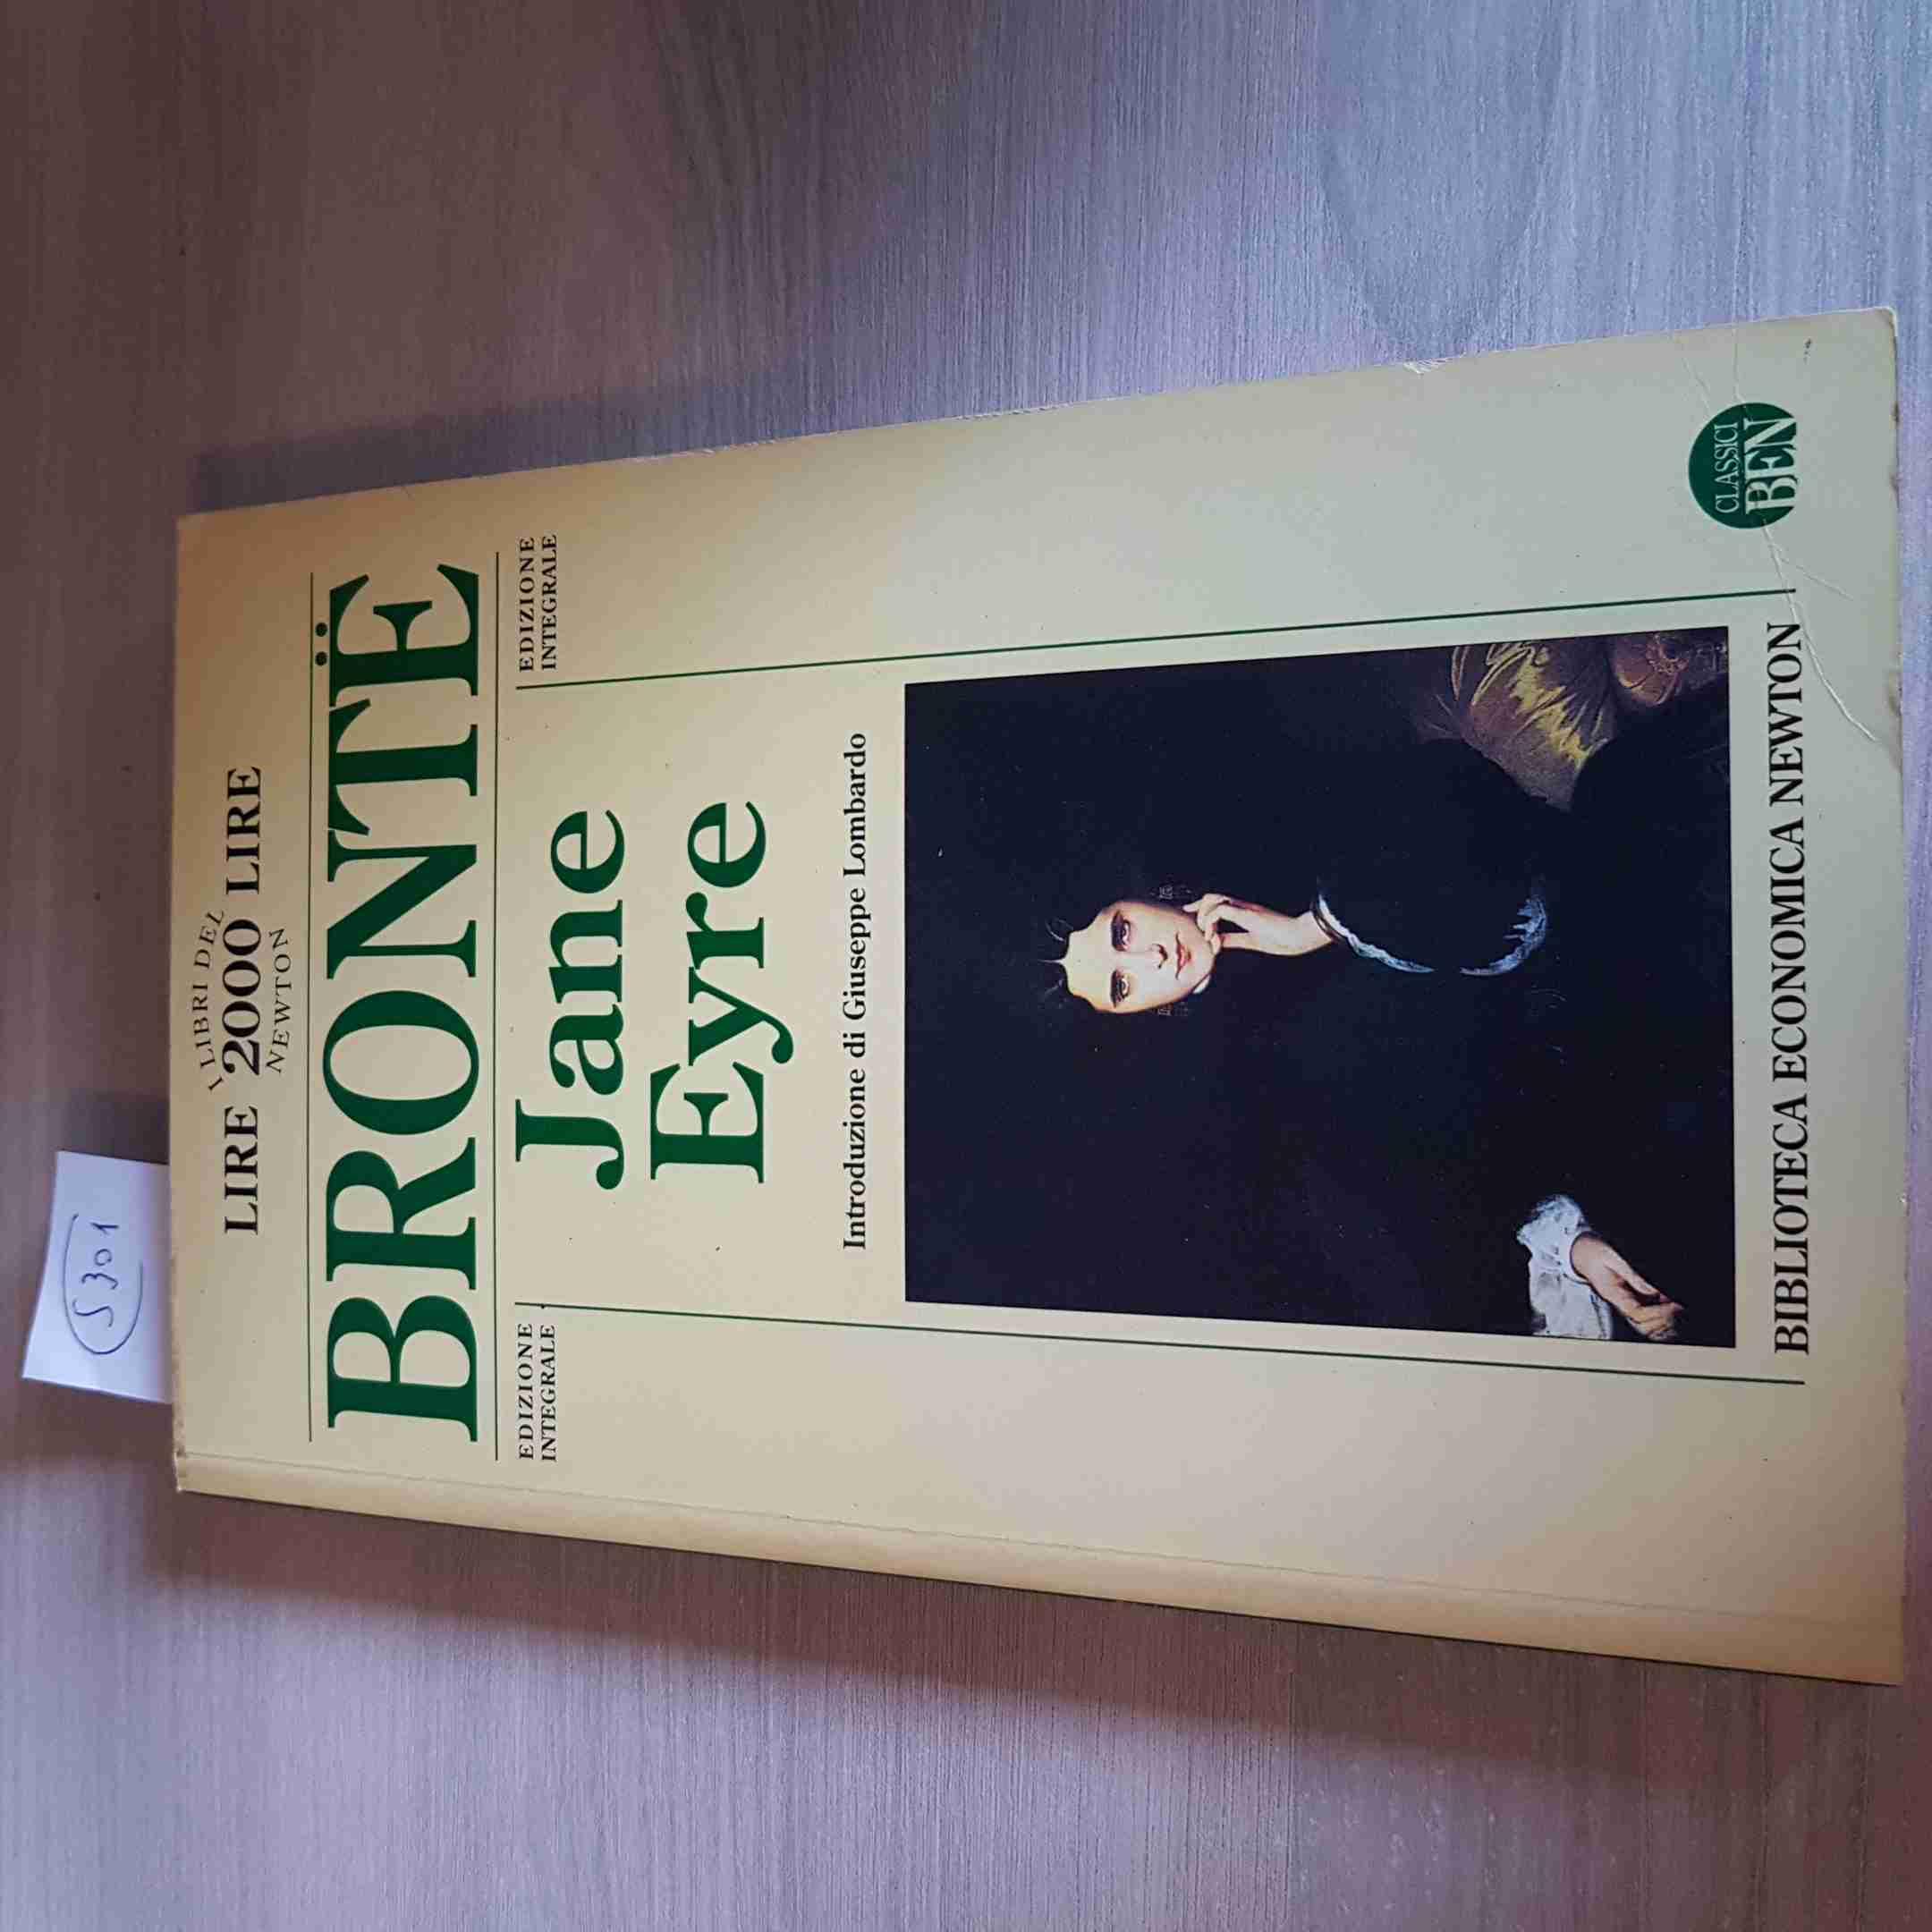 S301
I LIBRI DEL
LIRE 2000 LIRE
NEWTON
BRONTË
EDIZIONE
INTEGRALE
Jane
Eyre
EDIZIONE
INTEGRALE
Introduzione di Giuseppe Lombardo
BIBLIOTECA ECONOMICA NEWTON
CLASSICI
BEN